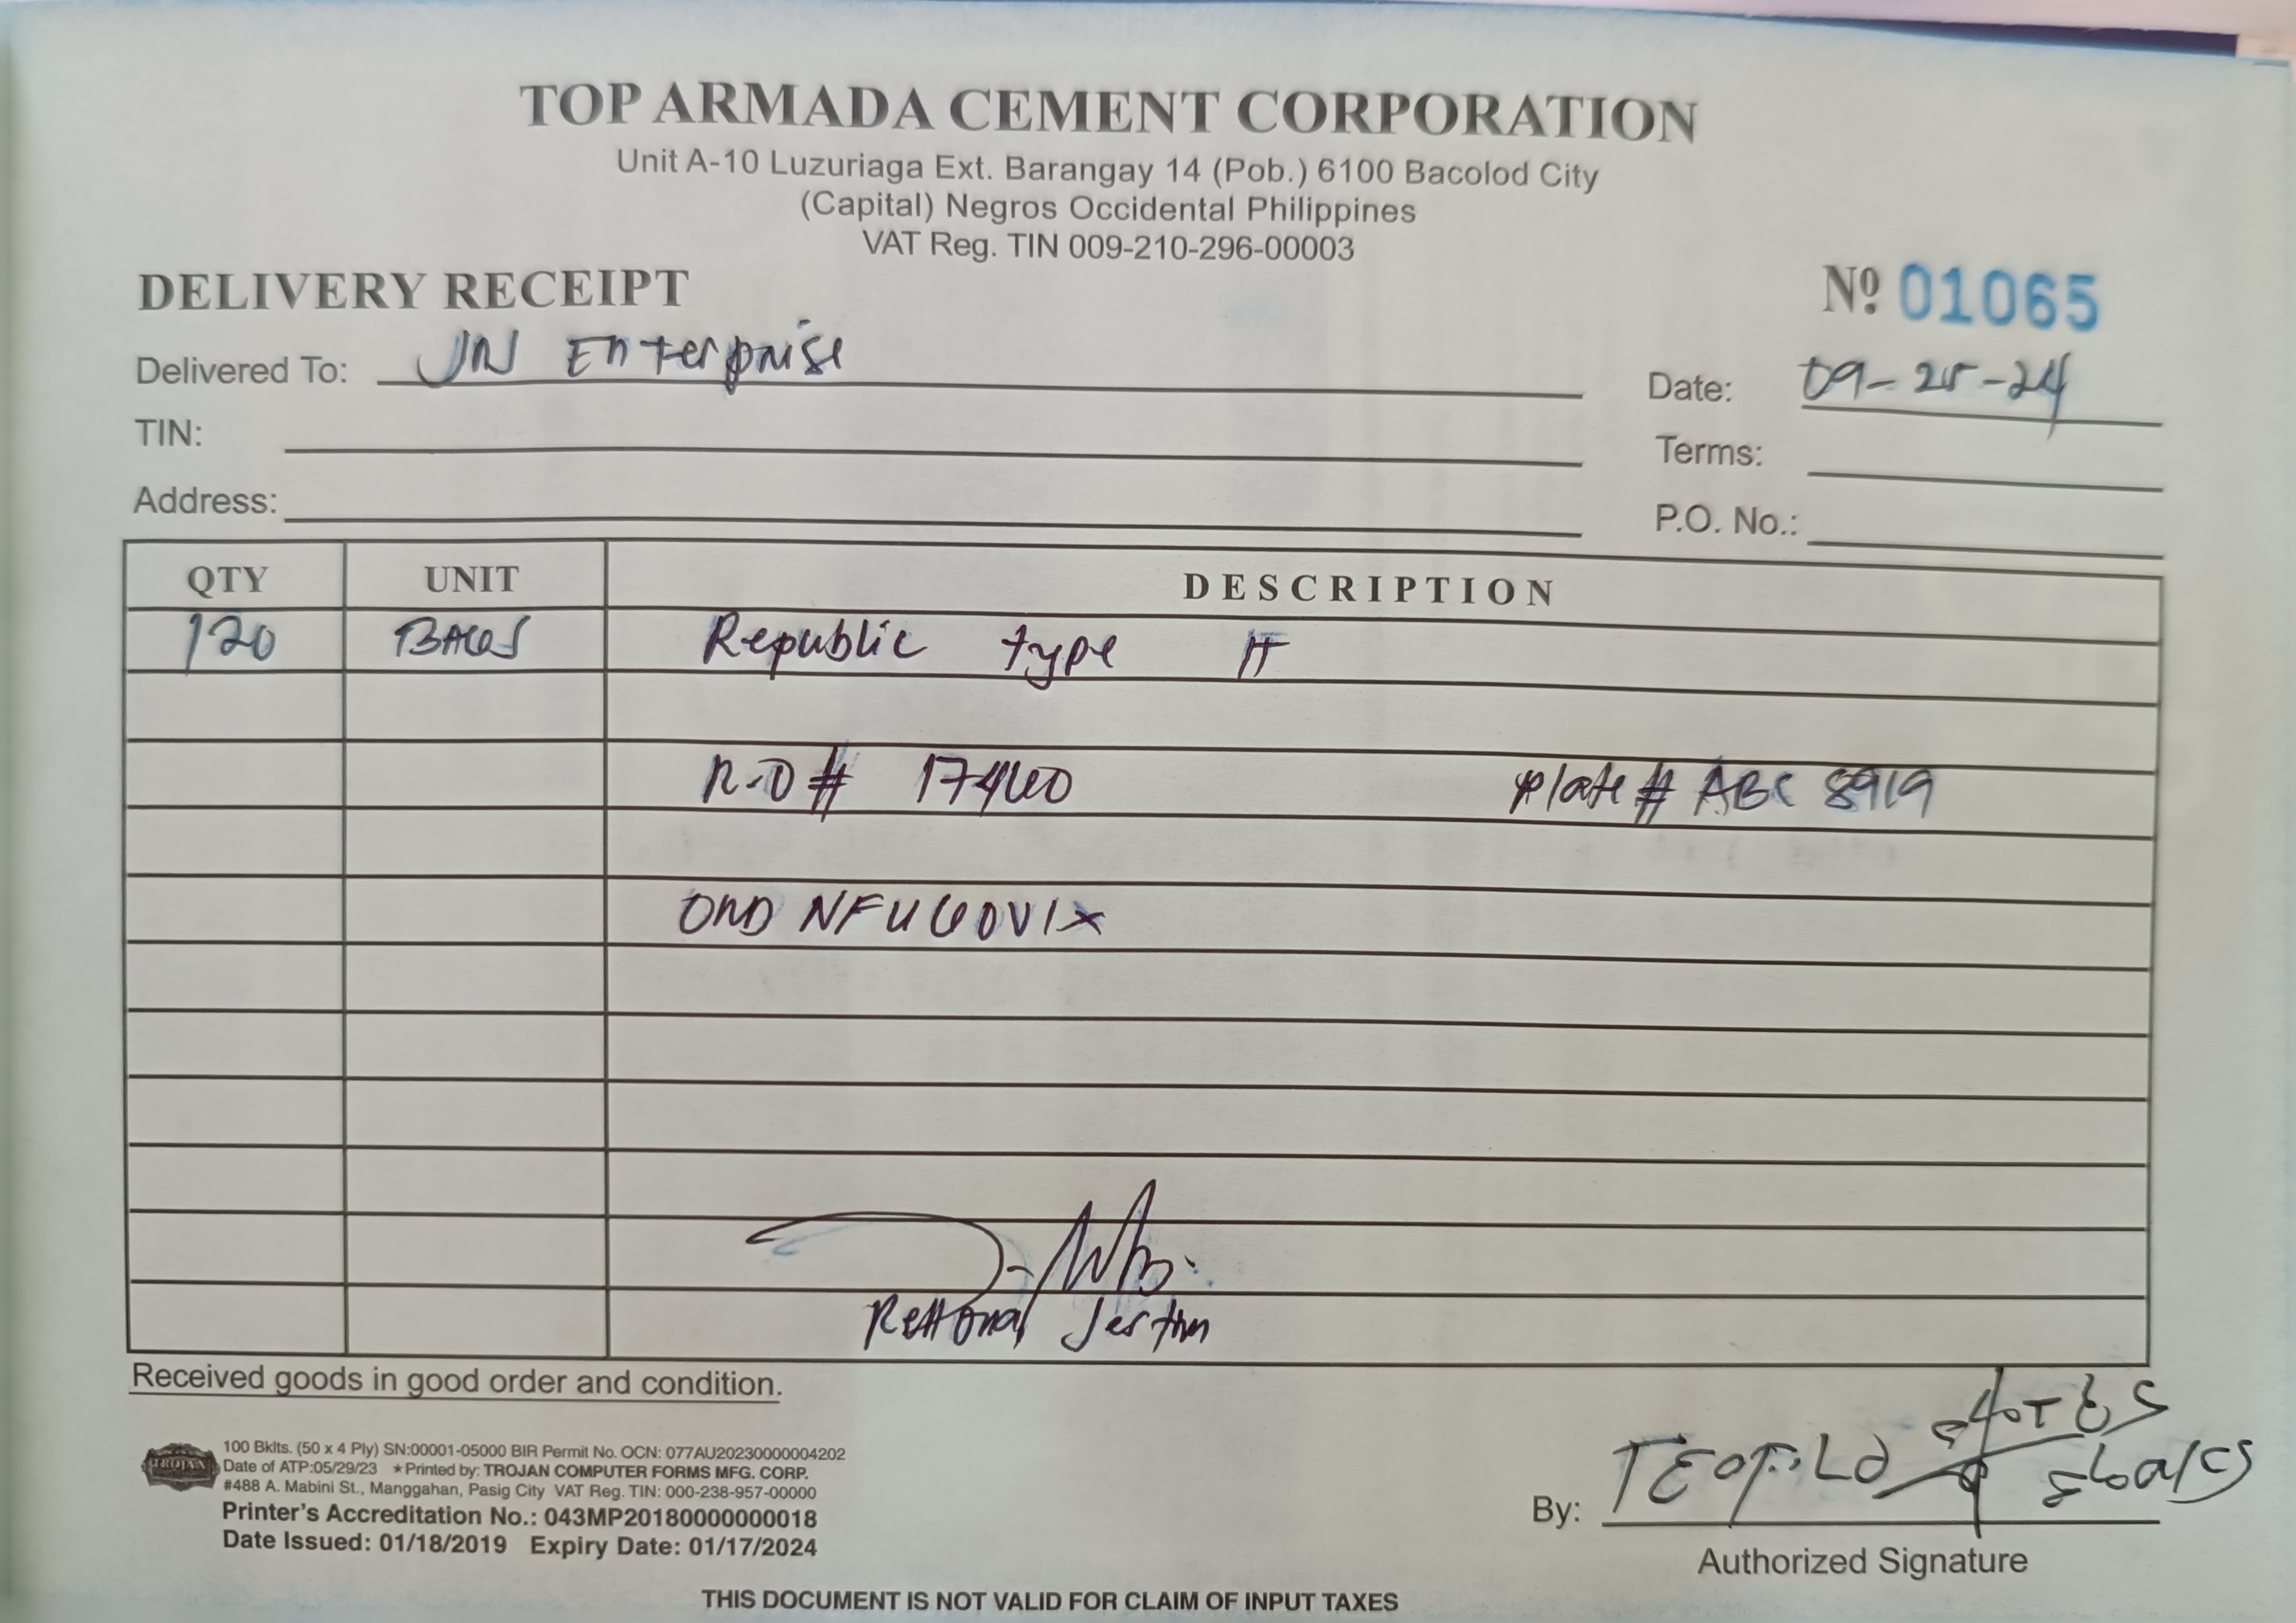 TOP ARMADA CEMENT CORPORATION
Unit A-10 Luzuriaga Ext. Barangay 14 (Pob.) 6100 Bacolod City
(Capital) Negros Occidental Philippines
VAT Reg. TIN 009-210-296-00003
DELIVERY RECEIPT
Nº 01065
Delivered To: JN Enterprise
Date: 09-25-24
TIN:
Terms:
Address:
P.O. No.:
QTY UNIT DESCRIPTION
120 BAGS Republic type
R.O # Plate # ABC 8919
Received goods in good order and condition.
TROJAN
100 Bklts. (50 x 4 Ply) SN:00001-05000 BIR Permit No. OCN: 077AU20230000004202
Date of ATP:05/29/23 ★Printed by: TROJAN COMPUTER FORMS MFG. CORP.
#488 A. Mabini St., Manggahan, Pasig City VAT Reg. TIN: 000-238-957-00000
Printer's Accreditation No.: 043MP20180000000018
Date Issued: 01/18/2019 Expiry Date: 01/17/2024
By:
Authorized Signature
THIS DOCUMENT IS NOT VALID FOR CLAIM OF INPUT TAXES